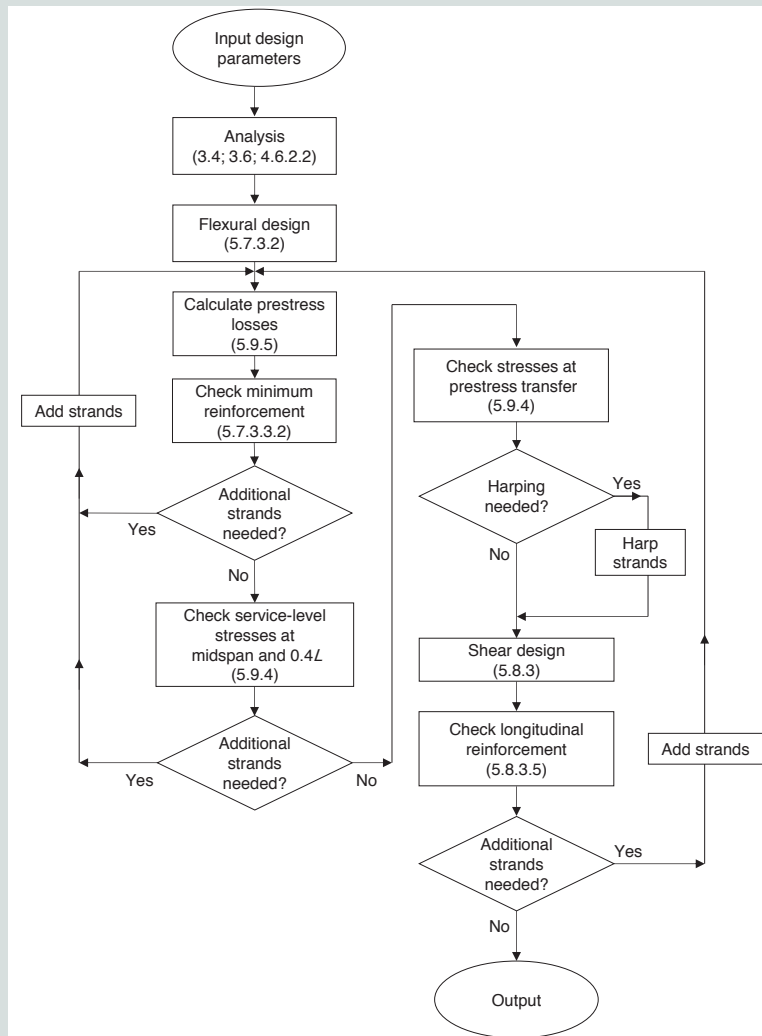 Input design
parameters
Analysis
(3.4; 3.6; 4.6.2.2)
Flexural design
(5.7.3.2)
Calculate prestress
losses
(5.9.5)
Check minimum
reinforcement
(5.7.3.3.2)
Add strands
Additional
strands
needed?
Yes
No
Check service-level
stresses at
midspan and 0.4L
(5.9.4)
Additional
strands
needed?
Yes
No
Check stresses at
prestress transfer
(5.9.4)
Harping
needed?
Yes
No
Harp
strands
Shear design
(5.8.3)
Check longitudinal
reinforcement
(5.8.3.5)
Add strands
Additional
strands
needed?
Yes
No
Output